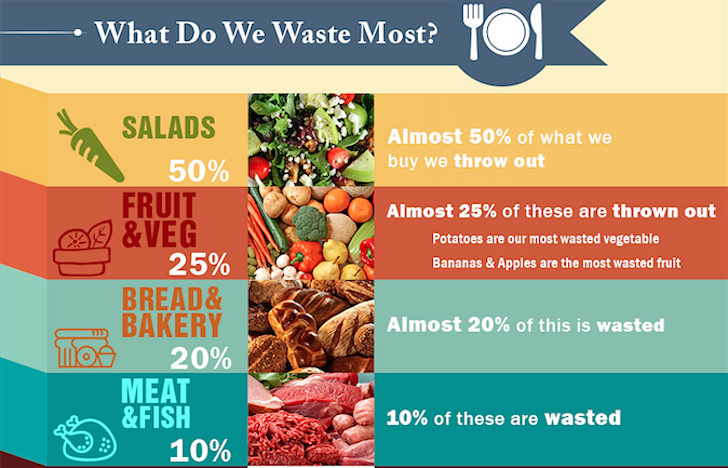 What Do We Waste Most?
SALADS
50%
Almost 50% of what we
buy we throw out
FRUIT
&VEG
25%
Almost 25% of these are thrown out
Potatoes are our most wasted vegetable
Bananas & Apples are the most wasted fruit
BREAD&
BAKERY
20%
Almost 20% of this is wasted
MEAT
&FISH
10%
10% of these are wasted